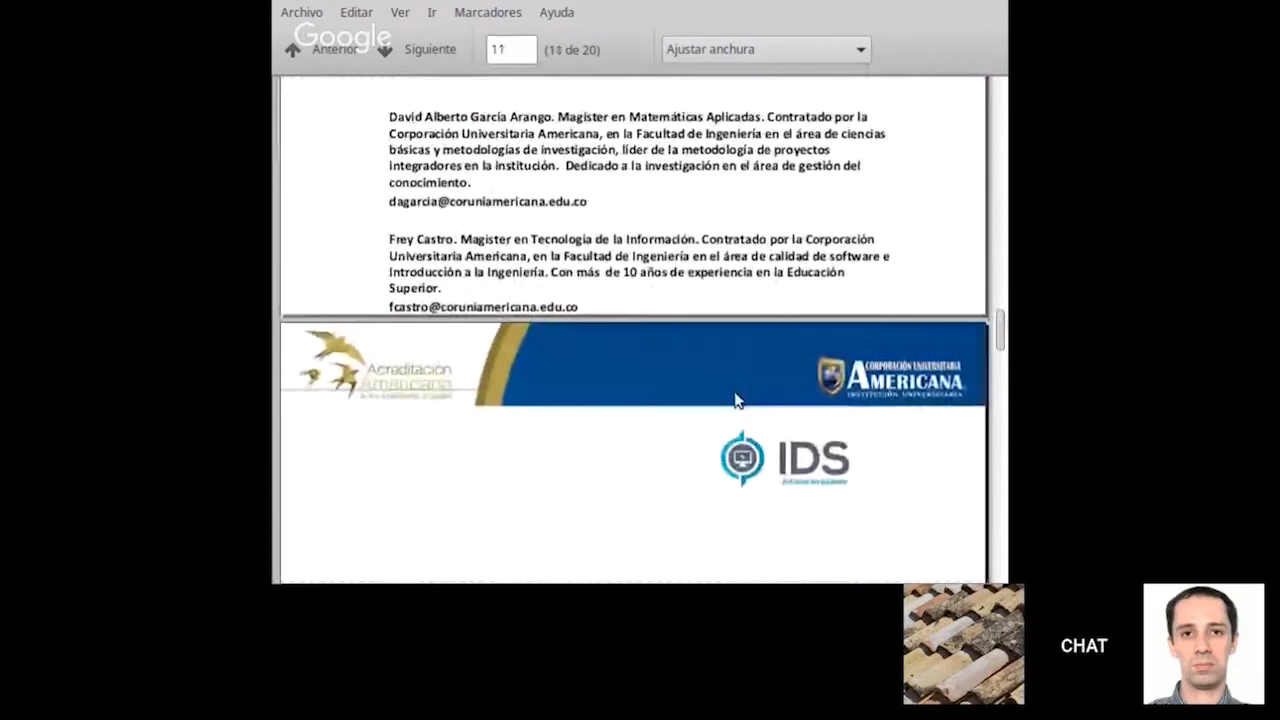 Archivo Editar Ver Ir Marcadores Ayuda
Google
Anterior Siguiente 11 (11 de 20) Ajustar anchura
David Alberto García Arango. Magíster en Matemáticas Aplicadas. Contratado por la
Corporación Universitaria Americana, en la Facultad de Ingeniería en el área de ciencias
básicas y metodologías de investigación, líder de la metodología de proyectos
integradores en la institución. Dedicado a la investigación en el área de gestión del
conocimiento.
dagarcia@coruniamericana.edu.co
Frey Castro. Magíster en Tecnología de la Información. Contratado por la Corporación
Universitaria Americana, en la Facultad de Ingeniería en el área de calidad de software e
Introducción a la Ingeniería. Con más de 10 años de experiencia en la Educación
Superior.
fcastro@coruniamericana.edu.co
Acreditación
Americana
CORPORACIÓN UNIVERSITARIA
AMERICANA
INSTITUCIÓN UNIVERSITARIA
IDS
CHAT